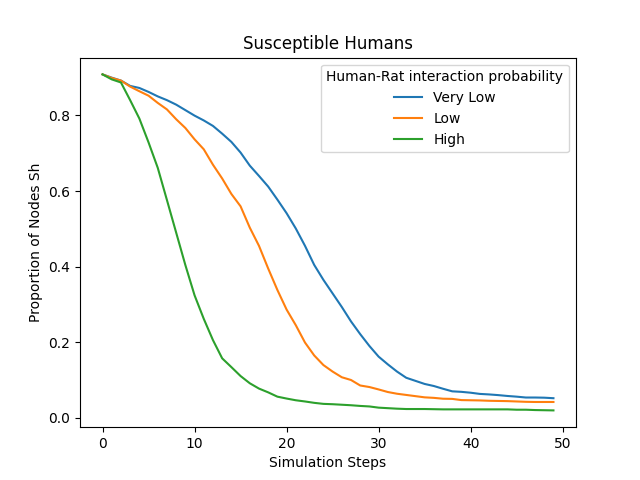 Susceptible Humans
Human-Rat interaction probability
Very Low
Low
High
Proportion of Nodes Sh
0.8
0.6
0.4
0.2
0.0
0 10 20 30 40 50
Simulation Steps